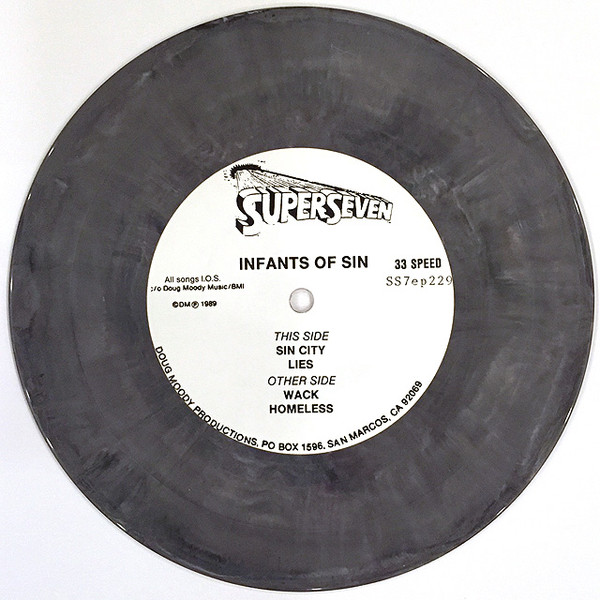 SUPERSEVEN
INFANTS OF SIN
33 SPEED
SS7ep229
All songs I.O.S.
c/o Doug Moody Music/BMI
©DM℗ 1989
THIS SIDE
SIN CITY
LIES
OTHER SIDE
WACK
HOMELESS
DOUG MOODY PRODUCTIONS, PO BOX 1596, SAN MARCOS, CA 92069